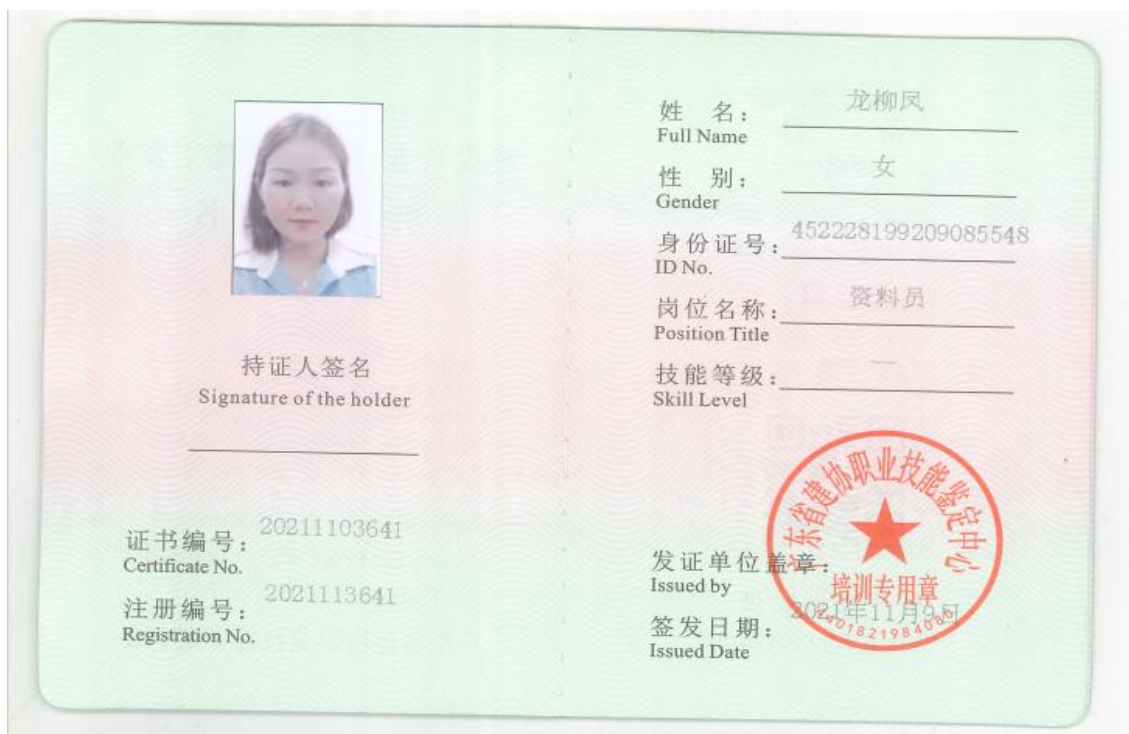 持证人签名
Signature of the holder
证书编号：20211103641
Certificate No.
注册编号：2021113641
Registration No.
姓 名：龙柳凤
Full Name
性 别：女
Gender
身份证号：452228199209085548
ID No.
岗位名称：资料员
Position Title
技能等级：—
Skill Level
广东省建协职业技能鉴定中心
培训专用章
4401821984080
发证单位盖章：
Issued by
签发日期：2021年11月9日
Issued Date